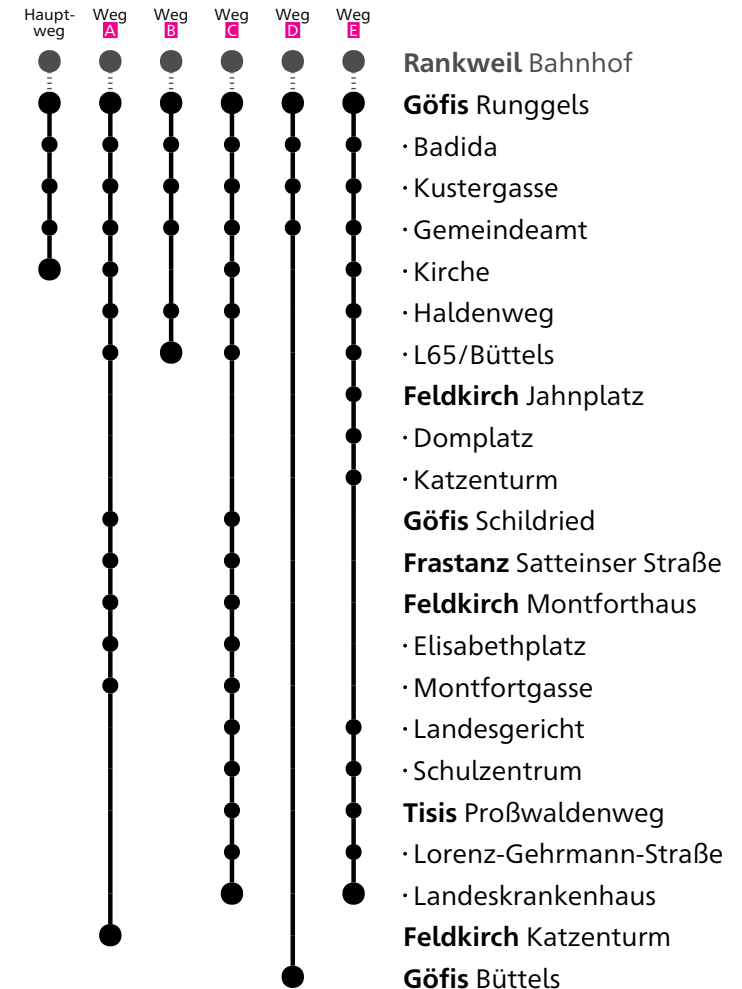 Haupt-
weg
Weg
A
Weg
B
Weg
C
Weg
D
Weg
E
Rankweil Bahnhof
Göfis Runggels
· Badida
· Kustergasse
· Gemeindeamt
· Kirche
· Haldenweg
· L65/Büttels
Feldkirch Jahnplatz
· Domplatz
· Katzenturm
Göfis Schildried
Frastanz Satteinser Straße
Feldkirch Montforthaus
· Elisabethplatz
· Montfortgasse
· Landesgericht
· Schulzentrum
Tisis Proßwaldenweg
· Lorenz-Gehrmann-Straße
· Landeskrankenhaus
Feldkirch Katzenturm
Göfis Büttels